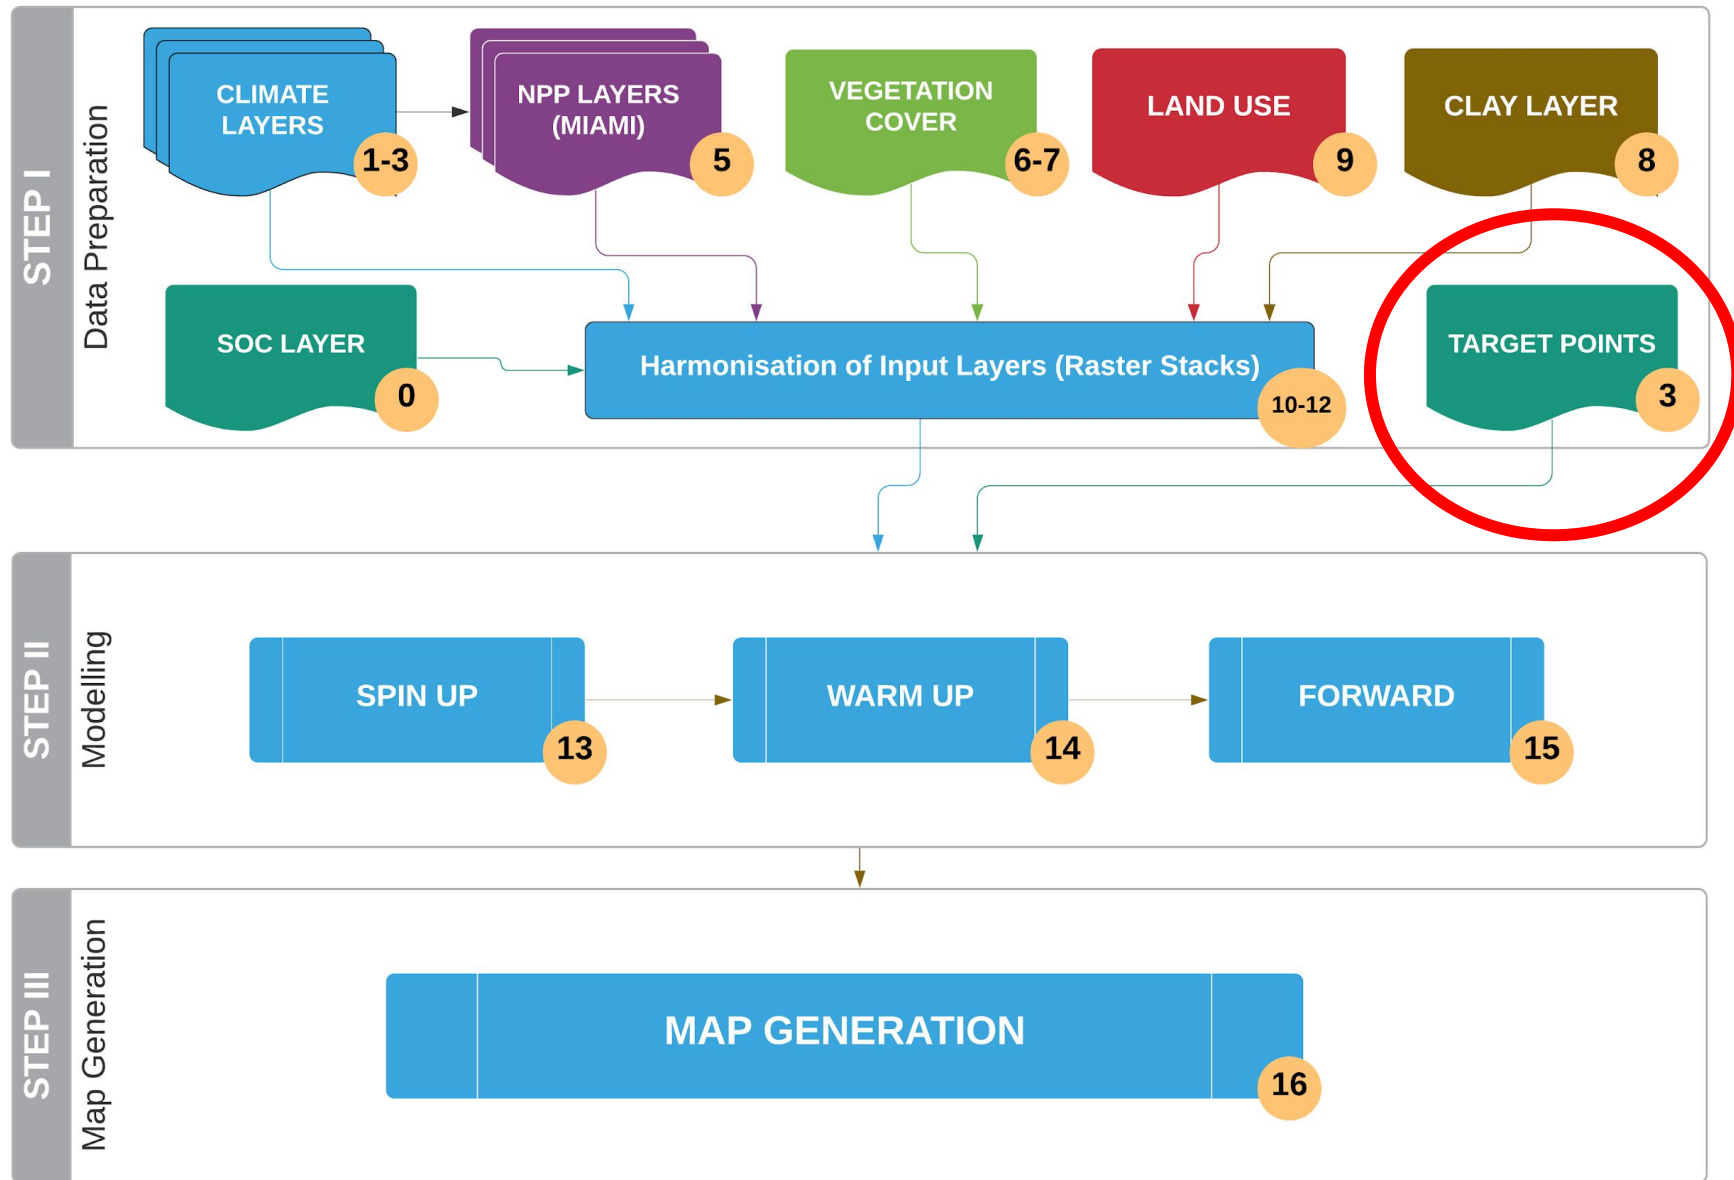 STEP I
Data Preparation
CLIMATE
LAYERS
1-3
NPP LAYERS
(MIAMI)
5
VEGETATION
COVER
6-7
LAND USE
9
CLAY LAYER
8
SOC LAYER
0
Harmonisation of Input Layers (Raster Stacks)
10-12
TARGET POINTS
3
STEP II
Modelling
SPIN UP
13
WARM UP
14
FORWARD
15
STEP III
Map Generation
MAP GENERATION
16